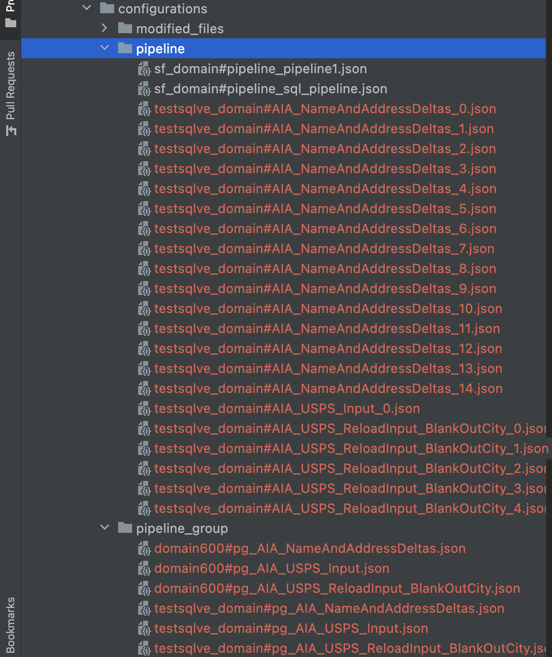 Pr
configurations
modified_files
pipeline
sf_domain#pipeline_pipeline1.json
sf_domain#pipeline_sql_pipeline.json
testsqlve_domain#AIA_NameAndAddressDeltas_0.json
testsqlve_domain#AIA_NameAndAddressDeltas_1.json
testsqlve_domain#AIA_NameAndAddressDeltas_2.json
testsqlve_domain#AIA_NameAndAddressDeltas_3.json
testsqlve_domain#AIA_NameAndAddressDeltas_4.json
testsqlve_domain#AIA_NameAndAddressDeltas_5.json
testsqlve_domain#AIA_NameAndAddressDeltas_6.json
testsqlve_domain#AIA_NameAndAddressDeltas_7.json
testsqlve_domain#AIA_NameAndAddressDeltas_8.json
testsqlve_domain#AIA_NameAndAddressDeltas_9.json
testsqlve_domain#AIA_NameAndAddressDeltas_10.json
testsqlve_domain#AIA_NameAndAddressDeltas_11.json
testsqlve_domain#AIA_NameAndAddressDeltas_12.json
testsqlve_domain#AIA_NameAndAddressDeltas_13.json
testsqlve_domain#AIA_NameAndAddressDeltas_14.json
testsqlve_domain#AIA_USPS_Input_0.json
testsqlve_domain#AIA_USPS_ReloadInput_BlankOutCity_0.json
testsqlve_domain#AIA_USPS_ReloadInput_BlankOutCity_1.json
testsqlve_domain#AIA_USPS_ReloadInput_BlankOutCity_2.json
testsqlve_domain#AIA_USPS_ReloadInput_BlankOutCity_3.json
testsqlve_domain#AIA_USPS_ReloadInput_BlankOutCity_4.json
pipeline_group
domain600#pg_AIA_NameAndAddressDeltas.json
domain600#pg_AIA_USPS_Input.json
domain600#pg_AIA_USPS_ReloadInput_BlankOutCity.json
testsqlve_domain#pg_AIA_NameAndAddressDeltas.json
testsqlve_domain#pg_AIA_USPS_Input.json
testsqlve_domain#pg_AIA_USPS_ReloadInput_BlankOutCity.js
Pull Requests
Bookmarks